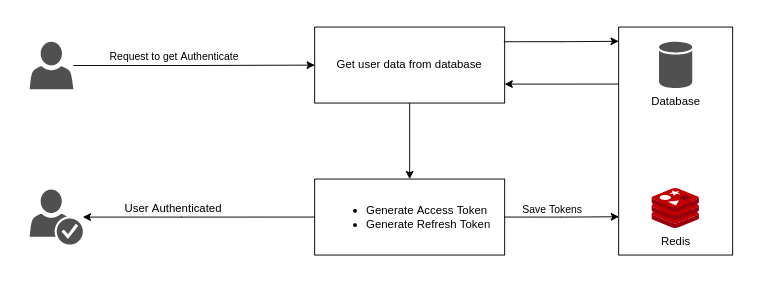 Request to get Authenticate
Get user data from database
Database
User Authenticated
Generate Access Token
Generate Refresh Token
Save Tokens
Redis